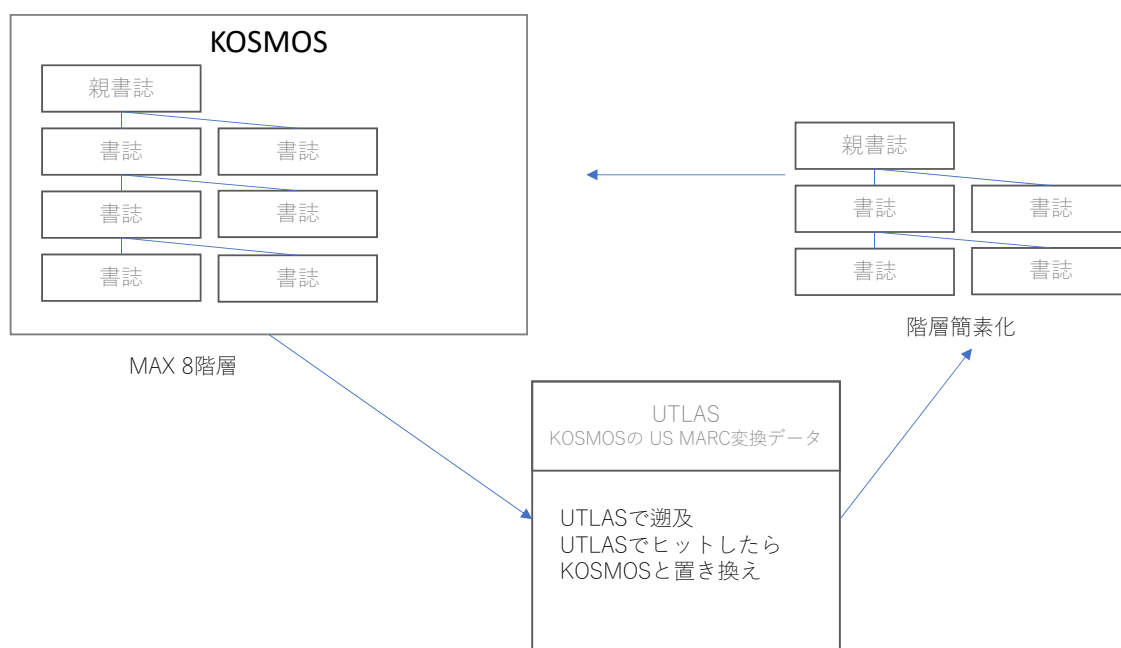 KOSMOS
親書誌
書誌
書誌
書誌
書誌
書誌
書誌
MAX 8階層
親書誌
書誌
書誌
書誌
書誌
階層簡素化
UTLAS
KOSMOSの US MARC変換データ
UTLASで遡及
UTLASでヒットしたら
KOSMOSと置き換え